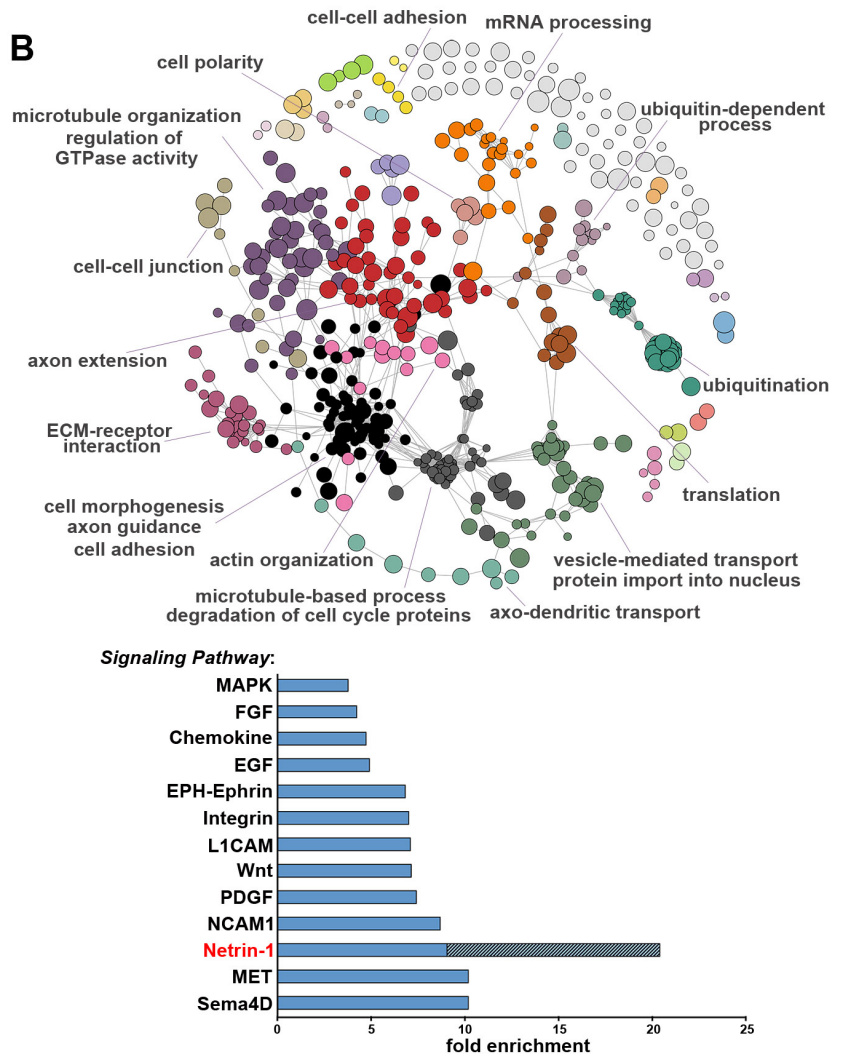 B
cell-cell adhesion
mRNA processing
cell polarity
microtubule organization
regulation of
GTPase activity
ubiquitin-dependent
process
cell-cell junction
axon extension
ubiquitination
ECM-receptor
interaction
translation
cell morphogenesis
axon guidance
cell adhesion
actin organization
vesicle-mediated transport
protein import into nucleus
microtubule-based process
degradation of cell cycle proteins
axo-dendritic transport
Signaling Pathway:
MAPK
FGF
Chemokine
EGF
EPH-Ephrin
Integrin
L1CAM
Wnt
PDGF
NCAM1
Netrin-1
MET
Sema4D
0 5 10 15 20 25
fold enrichment